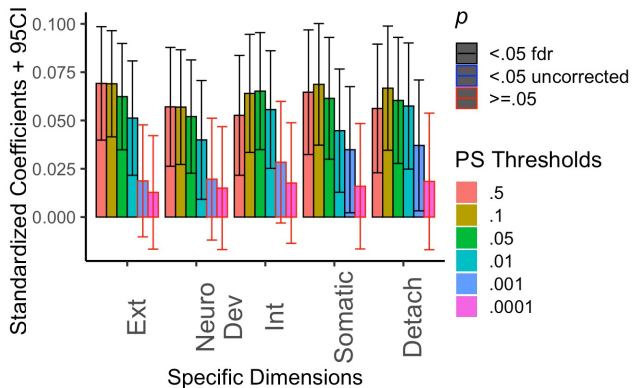 Standardized Coefficients + 95CI
0.100
0.075
0.050
0.025
0.000
Ext
Neuro
Dev
Int
Somatic
Detach
Specific Dimensions
p
<.05 fdr
<.05 uncorrected
>=.05
PS Thresholds
.5
.1
.05
.01
.001
.0001